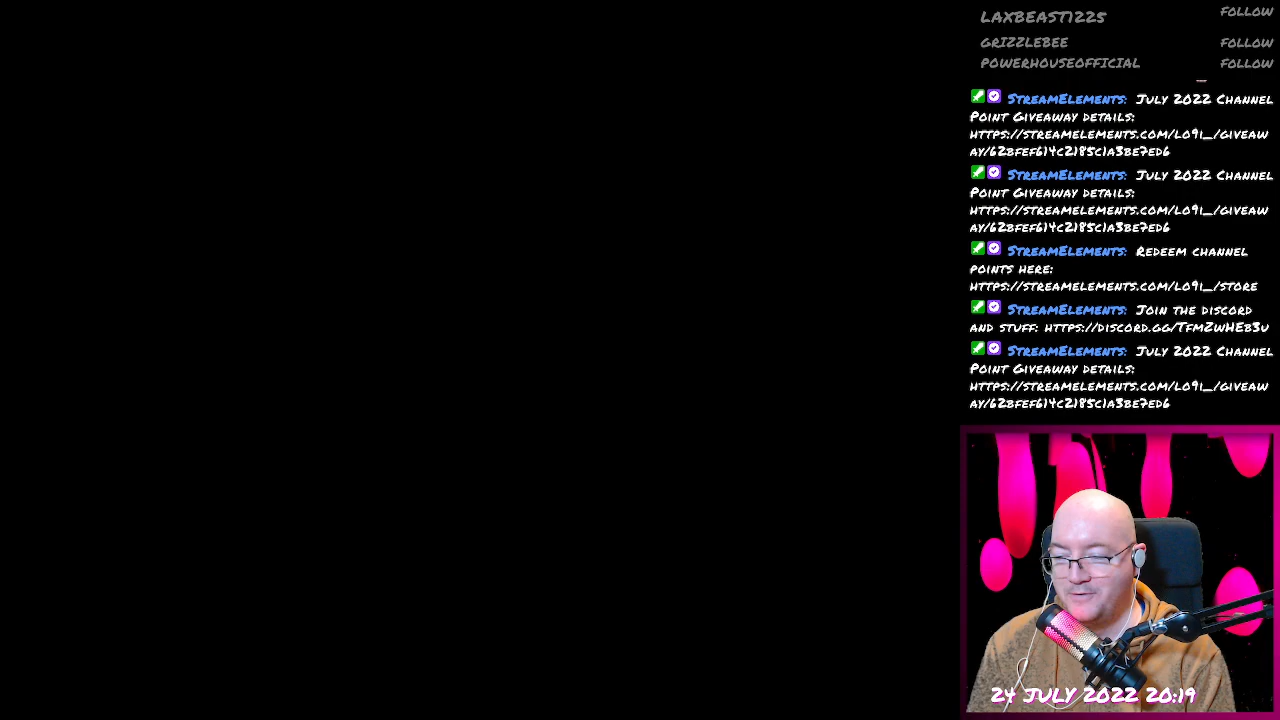 LAXBEAST1225 FOLLOW
GRIZZLEBEE FOLLOW
POWERHOUSEOFFICIAL FOLLOW
StreamElements: July 2022 Channel
Point Giveaway details:
https://streamelements.com/lo9i_/giveaw
ay/62bfef614c2185c1a3be7ed6
StreamElements: July 2022 Channel
Point Giveaway details:
https://streamelements.com/lo9i_/giveaw
ay/62bfef614c2185c1a3be7ed6
StreamElements: Redeem channel
points here:
https://streamelements.com/lo9i_/store
StreamElements: Join the discord
and stuff: https://discord.gg/TfmZwHEb3u
StreamElements: July 2022 Channel
Point Giveaway details:
https://streamelements.com/lo9i_/giveaw
ay/62bfef614c2185c1a3be7ed6
24 JULY 2022 20:19